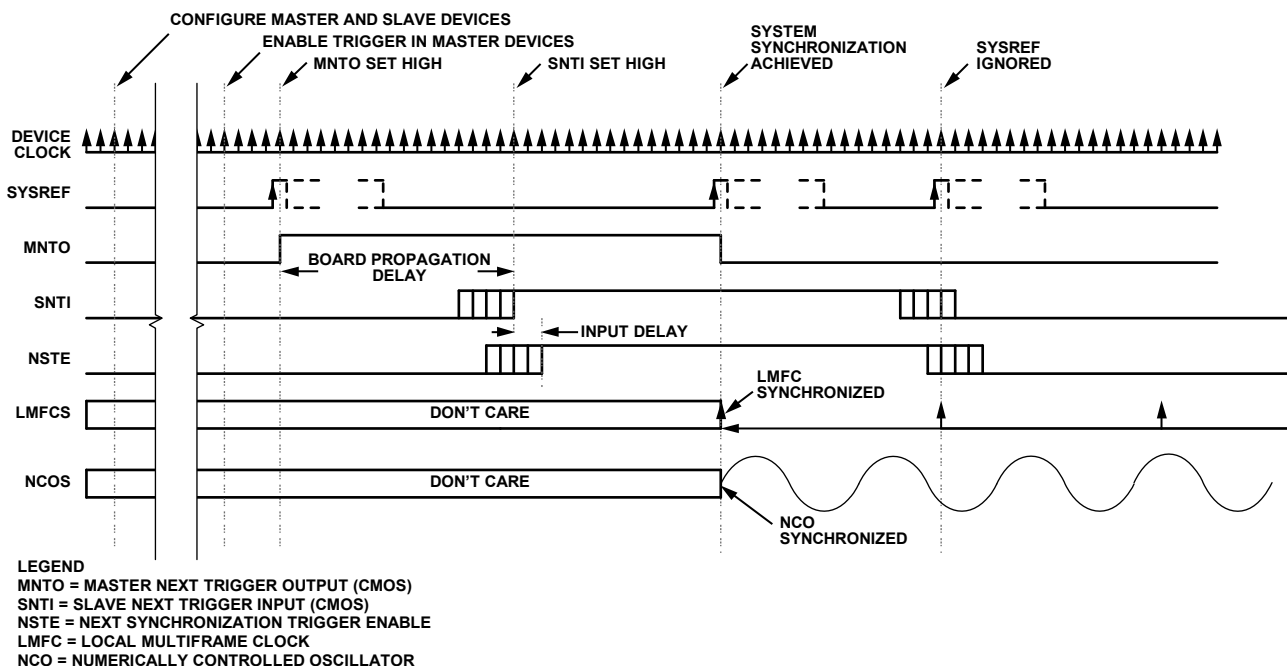 CONFIGURE MASTER AND SLAVE DEVICES
ENABLE TRIGGER IN MASTER DEVICES
MNTO SET HIGH
SNTI SET HIGH
SYSTEM
SYNCHRONIZATION
ACHIEVED
SYSREF
IGNORED
DEVICE
CLOCK
SYSREF
MNTO
BOARD PROPAGATION
DELAY
SNTI
INPUT DELAY
NSTE
LMFC
SYNCHRONIZED
LMFCS
DON'T CARE
NCOS
DON'T CARE
NCO
SYNCHRONIZED
LEGEND
MNTO = MASTER NEXT TRIGGER OUTPUT (CMOS)
SNTI = SLAVE NEXT TRIGGER INPUT (CMOS)
NSTE = NEXT SYNCHRONIZATION TRIGGER ENABLE
LMFC = LOCAL MULTIFRAME CLOCK
NCO = NUMERICALLY CONTROLLED OSCILLATOR